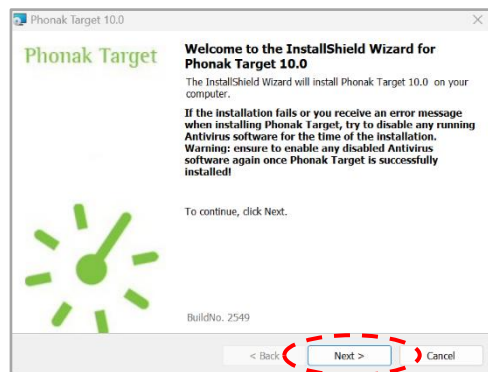 Phonak Target 10.0
Phonak Target
Welcome to the InstallShield Wizard for
Phonak Target 10.0
The InstallShield Wizard will install Phonak Target 10.0 on your
computer.
If the installation fails or you receive an error message
when installing Phonak Target, try to disable any running
Antivirus software for the time of the installation.
Warning: ensure to enable any disabled Antivirus
software again once Phonak Target is successfully
installed!
To continue, click Next.
BuildNo. 2549
< Back
Next >
Cancel